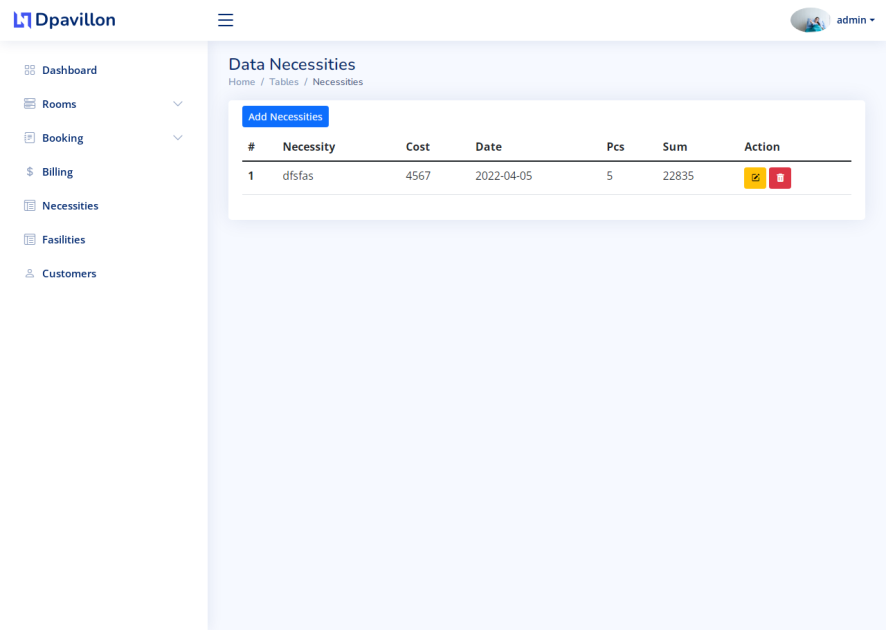 Dpavillon
admin
Dashboard
Rooms
Booking
Billing
Necessities
Fasilities
Customers
Data Necessities
Home / Tables / Necessities
Add Necessities
# Necessity Cost Date Pcs Sum Action
1 dfsfas 4567 2022-04-05 5 22835